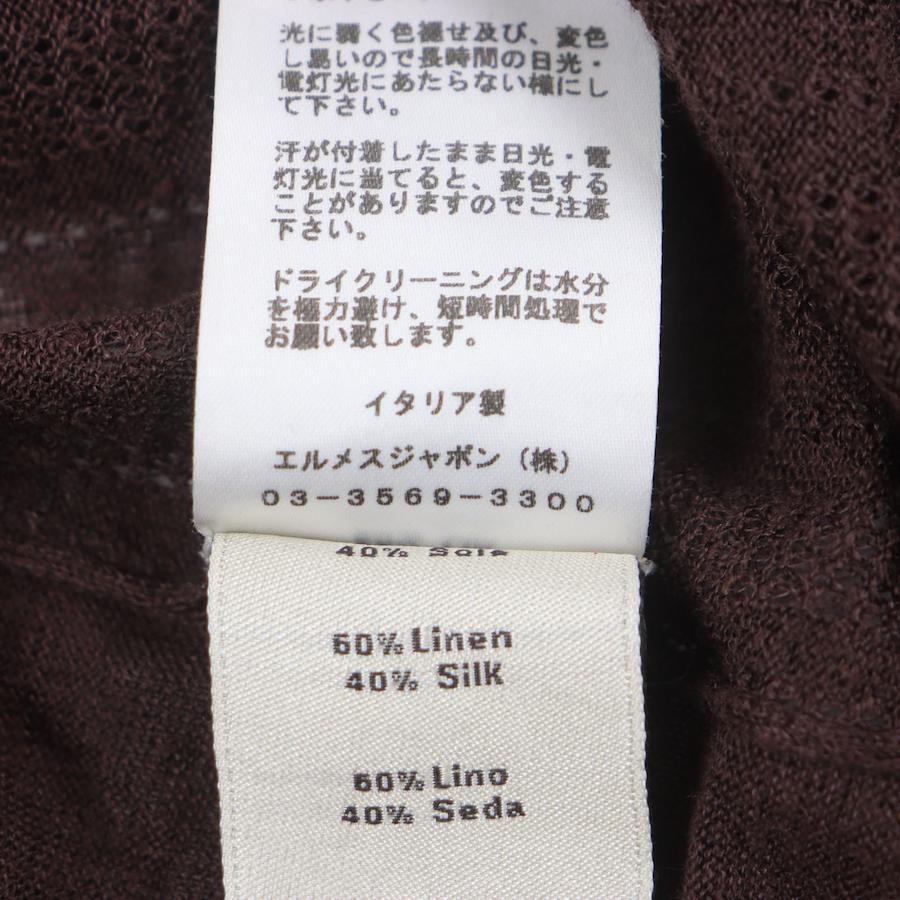 光に弱く色褪せ及び、変色
し易いので長時間の日光・
電灯光にあたらない様にし
て下さい。
汗が付着したまま日光・電
灯光に当てると、変色する
ことがありますのでご注意
下さい。
ドライクリーニングは水分
を極力避け、短時間処理で
お願い致します。
イタリア製
エルメスジャポン（株）
03-3569-3300
40% Soie
60% Linen
40% Silk
60% Lino
40% Seda